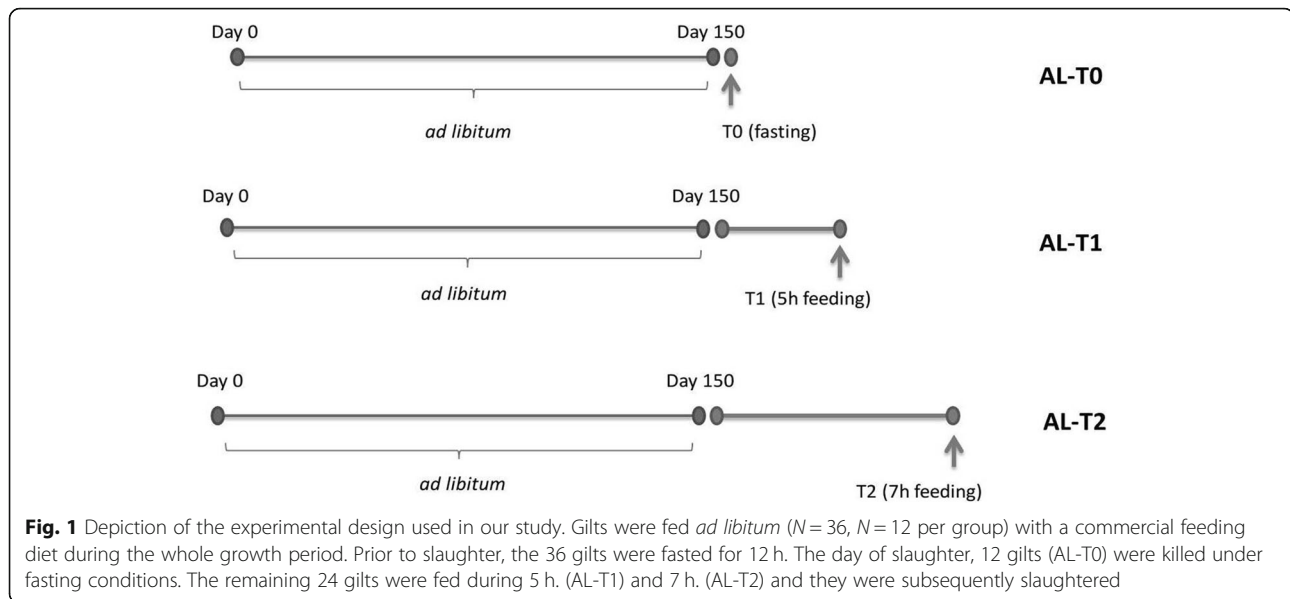 Day 0
Day 150
AL-T0
ad libitum
T0 (fasting)
Day 0
Day 150
AL-T1
ad libitum
T1 (5h feeding)
Day 0
Day 150
AL-T2
ad libitum
T2 (7h feeding)
Fig. 1 Depiction of the experimental design used in our study. Gilts were fed ad libitum (N = 36, N = 12 per group) with a commercial feeding
diet during the whole growth period. Prior to slaughter, the 36 gilts were fasted for 12 h. The day of slaughter, 12 gilts (AL-T0) were killed under
fasting conditions. The remaining 24 gilts were fed during 5 h. (AL-T1) and 7 h. (AL-T2) and they were subsequently slaughtered